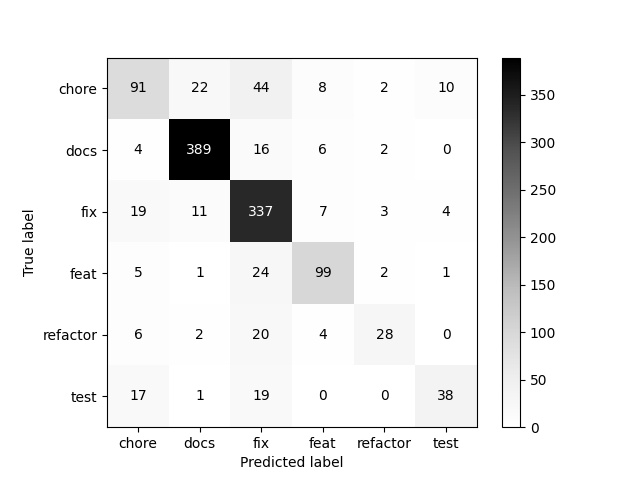 chore 91 22 44 8 2 10
docs 4 389 16 6 2 0
fix 19 11 337 7 3 4
feat 5 1 24 99 2 1
refactor 6 2 20 4 28 0
test 17 1 19 0 0 38
chore docs fix feat refactor test
Predicted label
True label
350
300
250
200
150
100
50
0